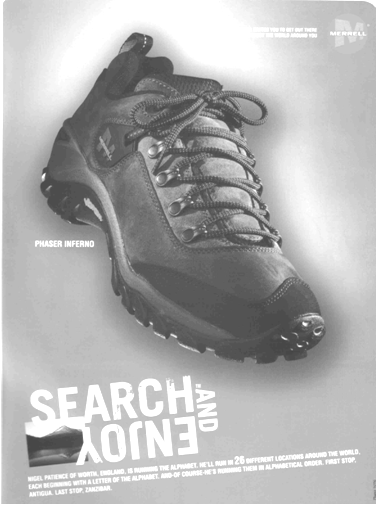 YOU TO GET OUT THERE
THE WORLD AROUND YOU
MERRELL
PHASER INFERNO
SEARCH
AND
ENJOY
NIGEL PATIENCE OF WORTH, ENGLAND, IS RUNNING THE ALPHABET. HE'LL RUN IN 26 DIFFERENT LOCATIONS AROUND THE WORLD,
EACH BEGINNING WITH A LETTER OF THE ALPHABET. AND-OF COURSE-HE'S RUNNING THEM IN ALPHABETICAL ORDER. FIRST STOP,
ANTIGUA. LAST STOP, ZANZIBAR.